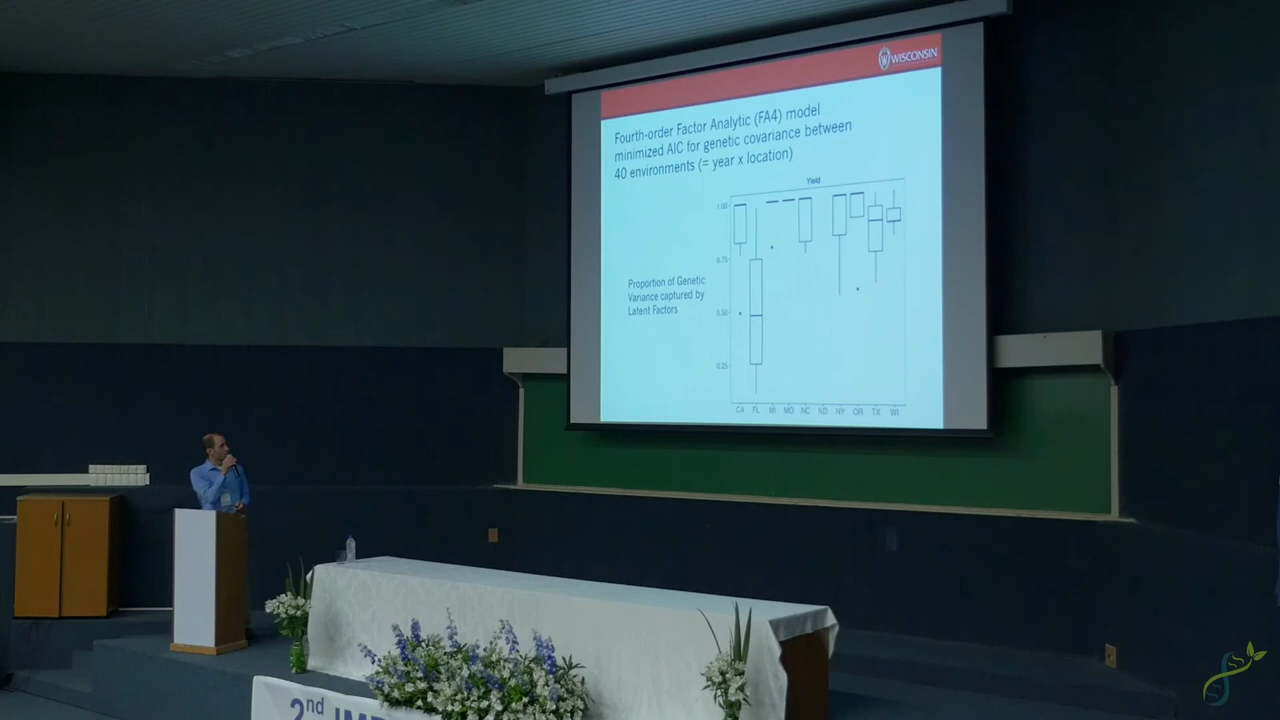 WISCONSIN
Fourth-order Factor Analytic (FA4) model
minimized AIC for genetic covariance between
40 environments (= year x location)
Yield
1.00
0.75
0.50
0.25
Proportion of Genetic
Variance captured by
Latent Factors
CA FL MI MO NC ND NY OR TX WI
2nd